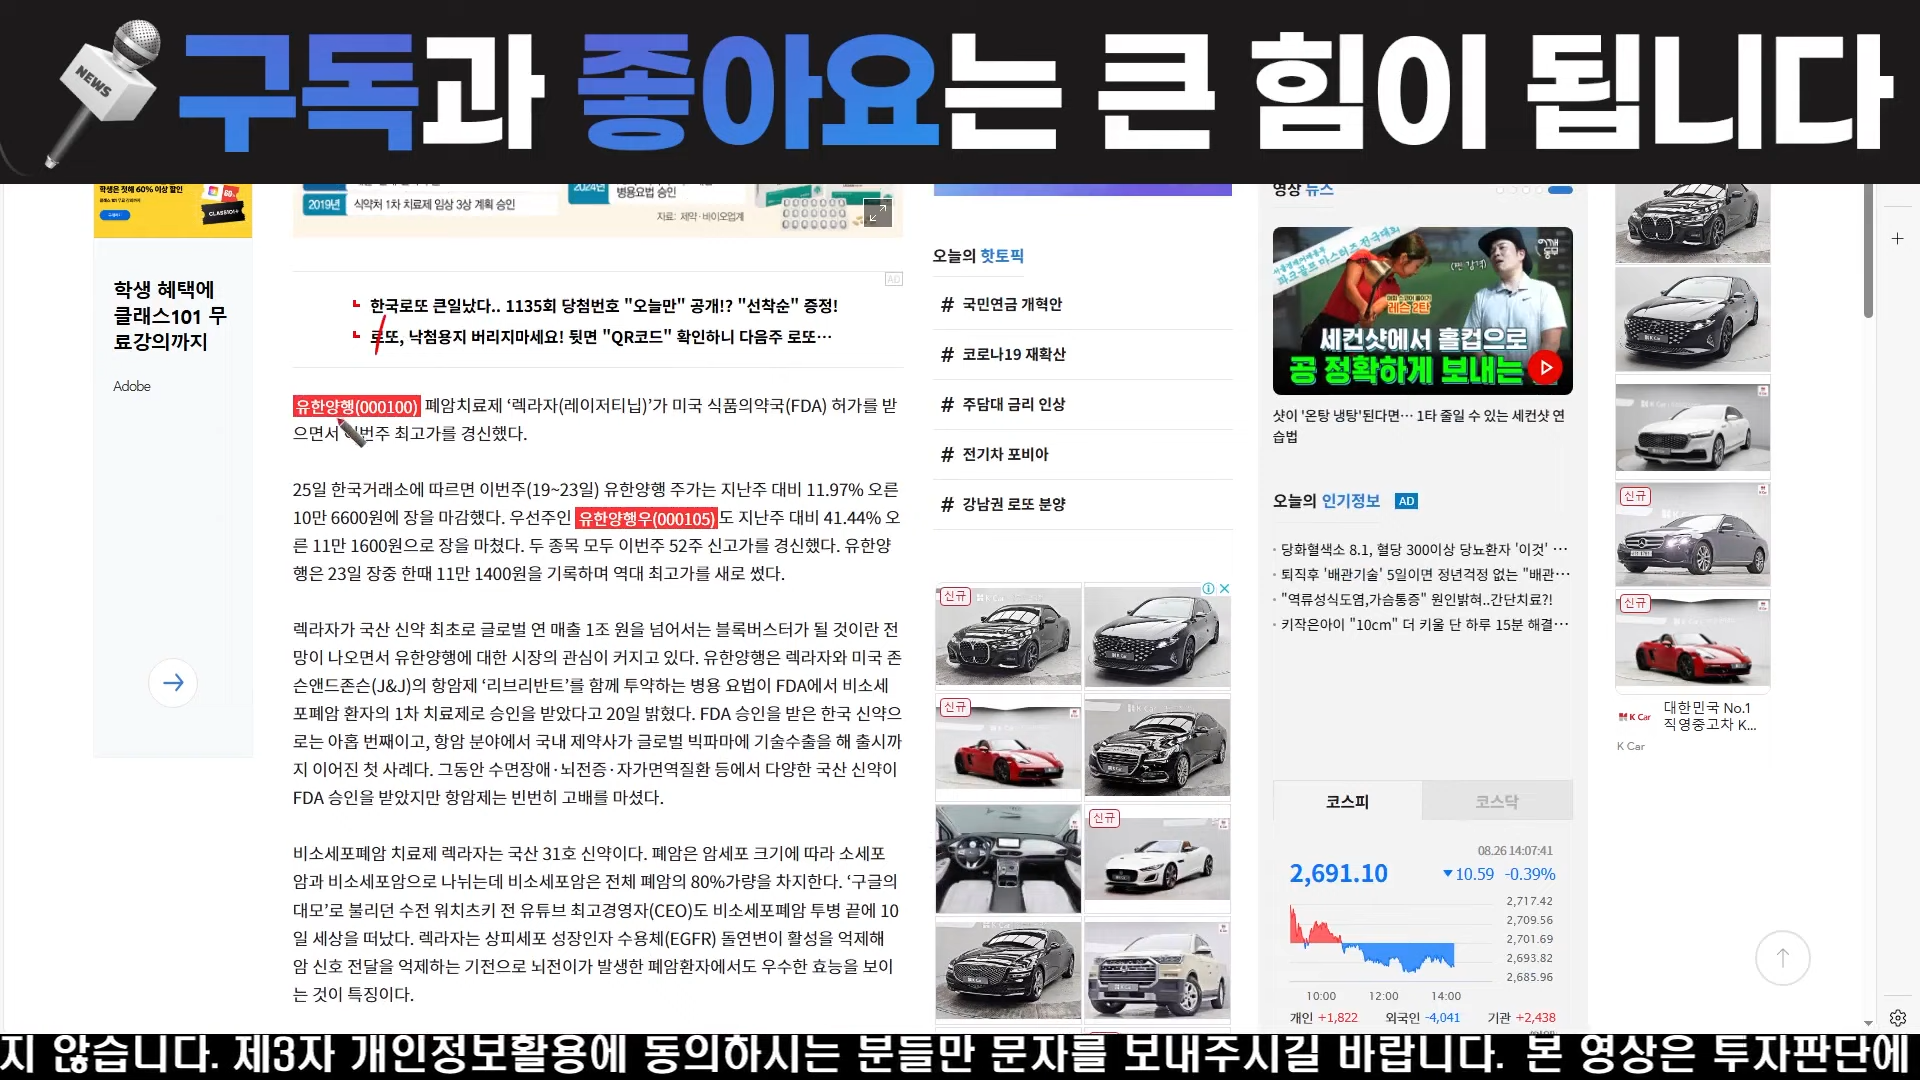 NEWS
구독과 좋아요는 큰 힘이 됩니다
학생은 첫해 60% 이상 할인
CLASS101+
학생 혜택에
클래스101 무
료강의까지
Adobe
2019년 식약처 1차 치료제 임상 3상 계획 승인
2024년
병용요법 승인
자료: 제약·바이오업계
AD
한국로또 큰일났다.. 1135회 당첨번호 "오늘만" 공개!? "선착순" 증정!
로또, 낙첨용지 버리지마세요! 뒷면 "QR코드" 확인하니 다음주 로또…
유한양행(000100) 폐암치료제 ‘렉라자(레이저티닙)’가 미국 식품의약국(FDA) 허가를 받
으면서 이번주 최고가를 경신했다.
25일 한국거래소에 따르면 이번주(19~23일) 유한양행 주가는 지난주 대비 11.97% 오른
10만 6600원에 장을 마감했다. 우선주인 유한양행우(000105)도 지난주 대비 41.44% 오
른 11만 1600원으로 장을 마쳤다. 두 종목 모두 이번주 52주 신고가를 경신했다. 유한양
행은 23일 장중 한때 11만 1400원을 기록하며 역대 최고가를 새로 썼다.
렉라자가 국산 신약 최초로 글로벌 연 매출 1조 원을 넘어서는 블록버스터가 될 것이란 전
망이 나오면서 유한양행에 대한 시장의 관심이 커지고 있다. 유한양행은 렉라자와 미국 존
슨앤드존슨(J&J)의 항암제 ‘리브리반트’를 함께 투약하는 병용 요법이 FDA에서 비소세
포폐암 환자의 1차 치료제로 승인을 받았다고 20일 밝혔다. FDA 승인을 받은 한국 신약으
로는 아홉 번째이고, 항암 분야에서 국내 제약사가 글로벌 빅파마에 기술수출을 해 출시까
지 이어진 첫 사례다. 그동안 수면장애·뇌전증·자가면역질환 등에서 다양한 국산 신약이
FDA 승인을 받았지만 항암제는 빈번히 고배를 마셨다.
비소세포폐암 치료제 렉라자는 국산 31호 신약이다. 폐암은 암세포 크기에 따라 소세포
암과 비소세포암으로 나뉘는데 비소세포암은 전체 폐암의 80%가량을 차지한다. ‘구글의
대모’로 불리던 수전 워치츠키 전 유튜브 최고경영자(CEO)도 비소세포폐암 투병 끝에 10
일 세상을 떠났다. 렉라자는 상피세포 성장인자 수용체(EGFR) 돌연변이 활성을 억제해
암 신호 전달을 억제하는 기전으로 뇌전이가 발생한 폐암환자에서도 우수한 효능을 보이
는 것이 특징이다.
오늘의 핫토픽
# 국민연금 개혁안
# 코로나19 재확산
# 주담대 금리 인상
# 전기차 포비아
# 강남권 로또 분양
신규
신규
신규
영상 뉴스
파크골프 마스터즈 전국대회
(찐 감격)
어깨동무
레슨 2탄
세컨샷에서 홀컵으로
공 정확하게 보내는
샷이 '온탕 냉탕'된다면… 1타 줄일 수 있는 세컨샷 연
습법
오늘의 인기정보 AD
· 당화혈색소 8.1, 혈당 300이상 당뇨환자 '이것' …
· 퇴직후 '배관기술' 5일이면 정년걱정 없는 "배관…
· "역류성식도염,가슴통증" 원인밝혀..간단치료?!
· 키작은아이 "10cm" 더 키울 단 하루 15분 해결…
코스피
코스닥
08.26 14:07:41
2,691.10 ▼10.59 -0.39%
2,717.42
2,709.56
2,701.69
2,693.82
2,685.96
10:00 12:00 14:00
개인 +1,822 외국인 -4,041 기관 +2,438
신규
신규
K Car
대한민국 No.1
직영중고차 K...
K Car
지 않습니다. 제3자 개인정보활용에 동의하시는 분들만 문자를 보내주시길 바랍니다. 본 영상은 투자판단에